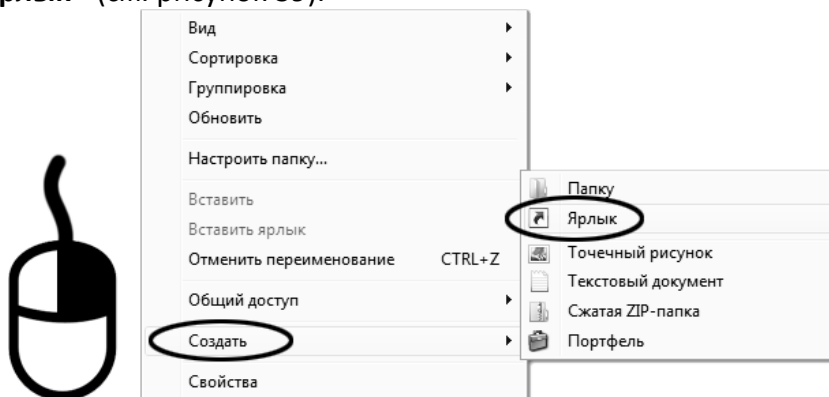 Вид
Сортировка
Группировка
Обновить
Настроить папку...
Вставить
Вставить ярлык
Отменить переименование CTRL+Z
Общий доступ
Создать
Свойства
Папку
Ярлык
Точечный рисунок
Текстовый документ
Сжатая ZIP-папка
Портфель